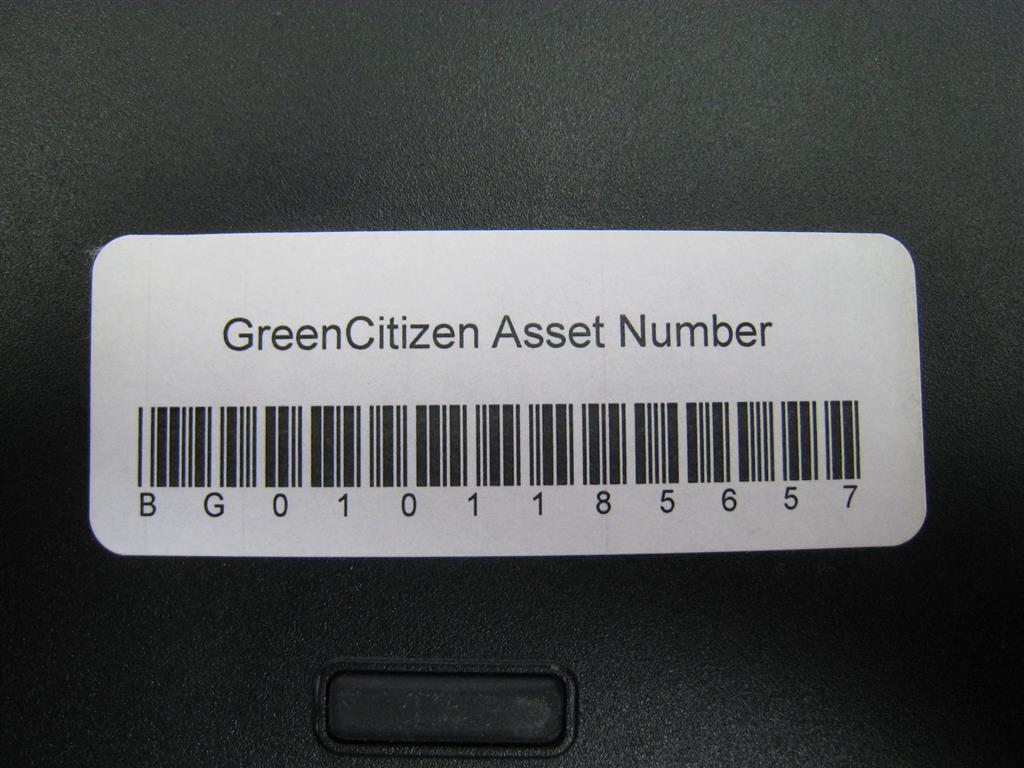 GreenCitizen Asset Number
B G 0 1 0 1 1 8 5 6 5 7